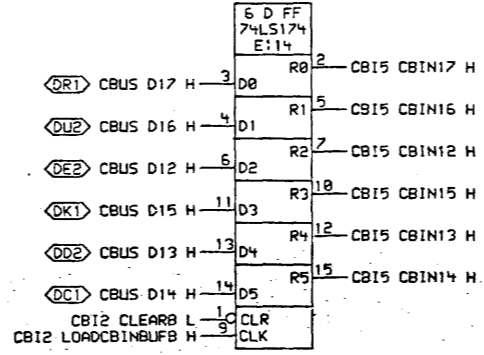 6 D FF
74LS174
E:14
DR1 CBUS D17 H 3 D0 R0 2 CBI5 CBIN17 H
DU2 CBUS D16 H 4 D1 R1 5 CBI5 CBIN16 H
DE2 CBUS D12 H 6 D2 R2 7 CBI5 CBIN12 H
DK1 CBUS D15 H 11 D3 R3 10 CBI5 CBIN15 H
DD2 CBUS D13 H 13 D4 R4 12 CBI5 CBIN13 H
DC1 CBUS D14 H 14 D5 R5 15 CBI5 CBIN14 H
CBI2 CLEARB L 1 CLR
CBI2 LOADCBINBUFB H 9 CLK